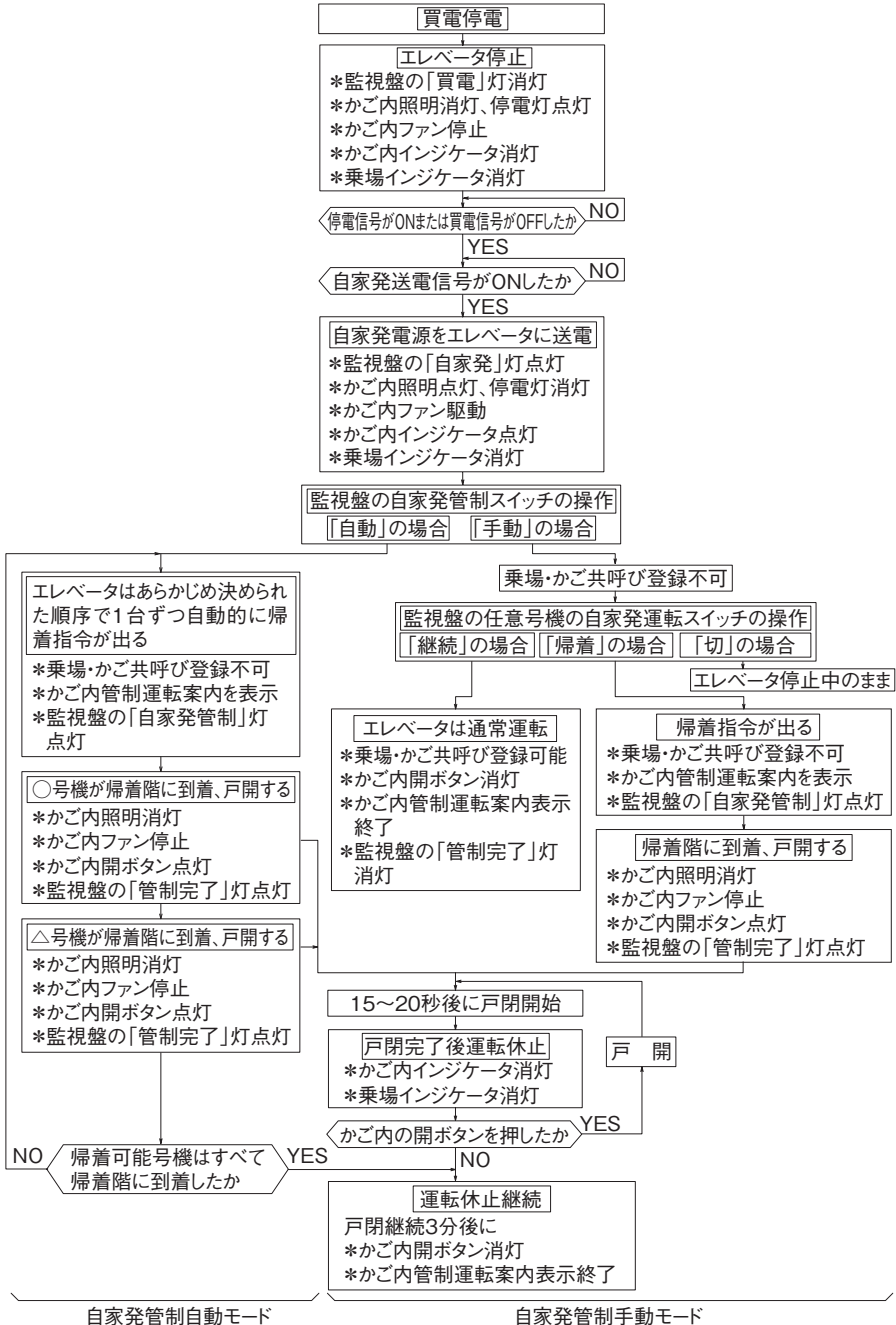 買電停電
エレベータ停止
＊監視盤の「買電」灯消灯
＊かご内照明消灯、停電灯点灯
＊かご内ファン停止
＊かご内インジケータ消灯
＊乗場インジケータ消灯
停電信号がONまたは買電信号がOFFしたか
NO
YES
自家発送電信号がONしたか
NO
YES
自家発電源をエレベータに送電
＊監視盤の「自家発」灯点灯
＊かご内照明点灯、停電灯消灯
＊かご内ファン駆動
＊かご内インジケータ点灯
＊乗場インジケータ消灯
監視盤の自家発管制スイッチの操作
「自動」の場合
「手動」の場合
エレベータはあらかじめ決められ
た順序で1台ずつ自動的に帰
着指令が出る
＊乗場・かご共呼び登録不可
＊かご内管制運転案内を表示
＊監視盤の「自家発管制」灯
点灯
○号機が帰着階に到着、戸開する
＊かご内照明消灯
＊かご内ファン停止
＊かご内開ボタン点灯
＊監視盤の「管制完了」灯点灯
△号機が帰着階に到着、戸開する
＊かご内照明消灯
＊かご内ファン停止
＊かご内開ボタン点灯
＊監視盤の「管制完了」灯点灯
NO
帰着可能号機はすべて
帰着階に到着したか
YES
乗場・かご共呼び登録不可
監視盤の任意号機の自家発運転スイッチの操作
「継続」の場合
「帰着」の場合
「切」の場合
エレベータ停止中のまま
エレベータは通常運転
＊乗場・かご共呼び登録可能
＊かご内開ボタン消灯
＊かご内管制運転案内表示
終了
＊監視盤の「管制完了」灯
消灯
帰着指令が出る
＊乗場・かご共呼び登録不可
＊かご内管制運転案内を表示
＊監視盤の「自家発管制」灯点灯
帰着階に到着、戸開する
＊かご内照明消灯
＊かご内ファン停止
＊かご内開ボタン点灯
＊監視盤の「管制完了」灯点灯
15～20秒後に戸閉開始
戸閉完了後運転休止
＊かご内インジケータ消灯
＊乗場インジケータ消灯
戸　開
かご内の開ボタンを押したか
YES
NO
運転休止継続
戸閉継続3分後に
＊かご内開ボタン消灯
＊かご内管制運転案内表示終了
自家発管制自動モード
自家発管制手動モード